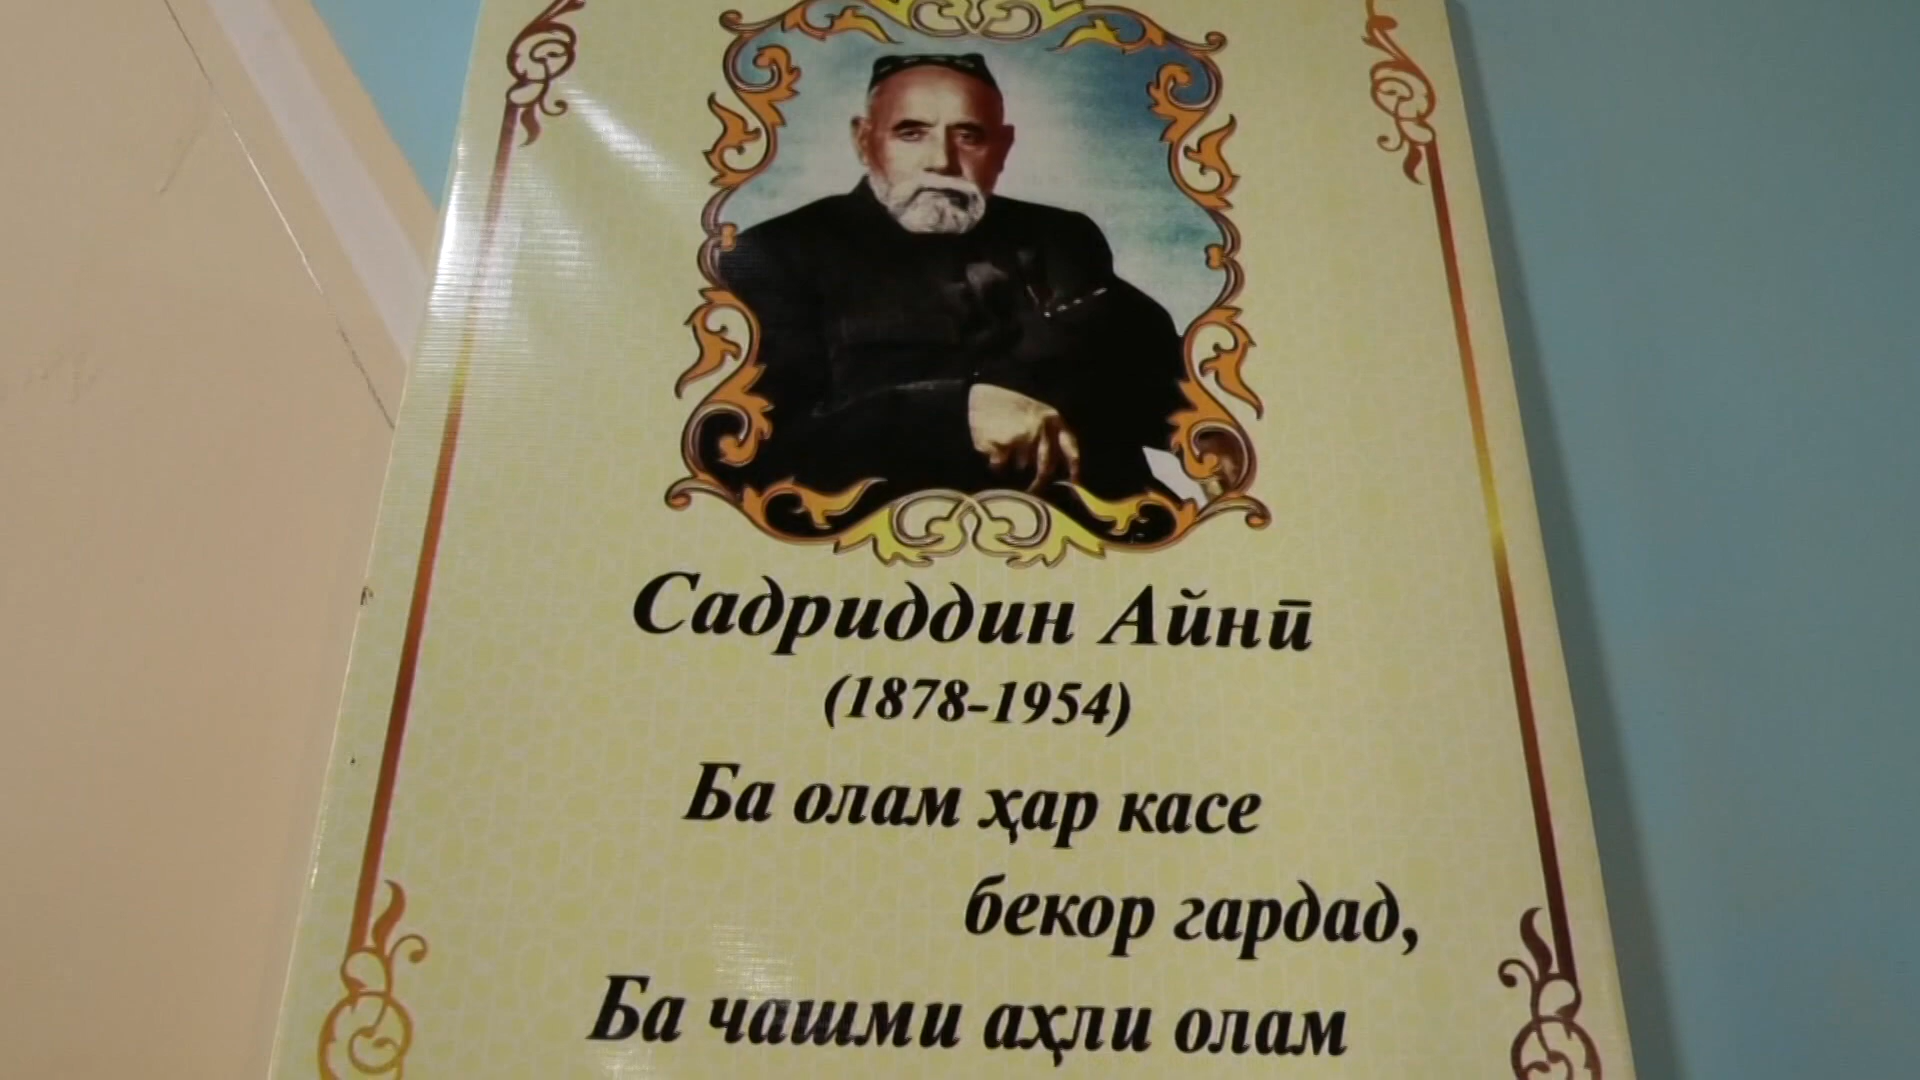 Садриддин Айнӣ
(1878-1954)
Ба олам ҳар касе
бекор гардад,
Ба чашми аҳли олам